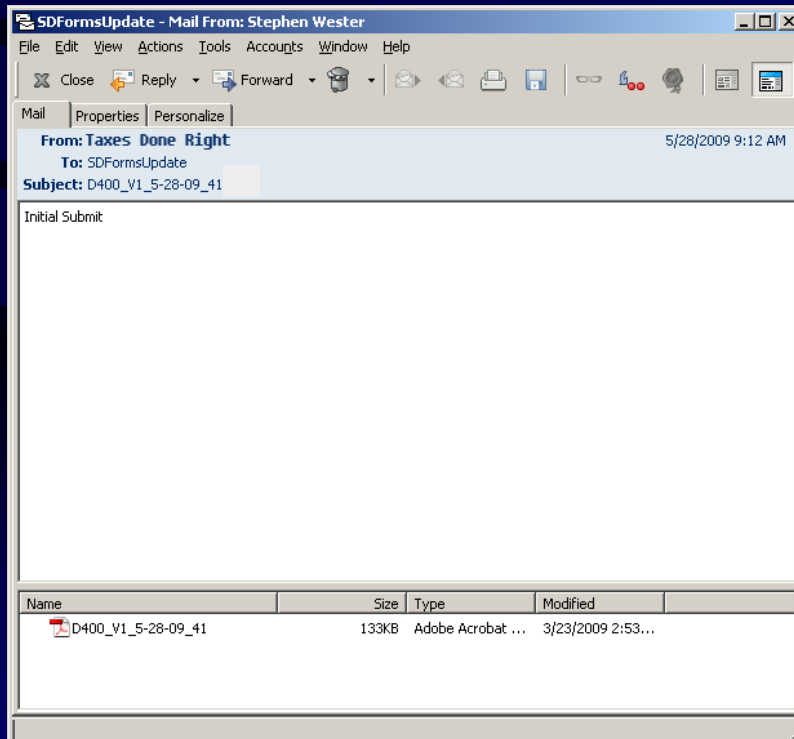 SDFormsUpdate - Mail From: Stephen Wester
File Edit View Actions Tools Accounts Window Help
Close Reply Forward
Mail Properties Personalize
From: Taxes Done Right 5/28/2009 9:12 AM
To: SDFormsUpdate
Subject: D400_V1_5-28-09_41
Initial Submit
Name Size Type Modified
D400_V1_5-28-09_41 133KB Adobe Acrobat ... 3/23/2009 2:53...